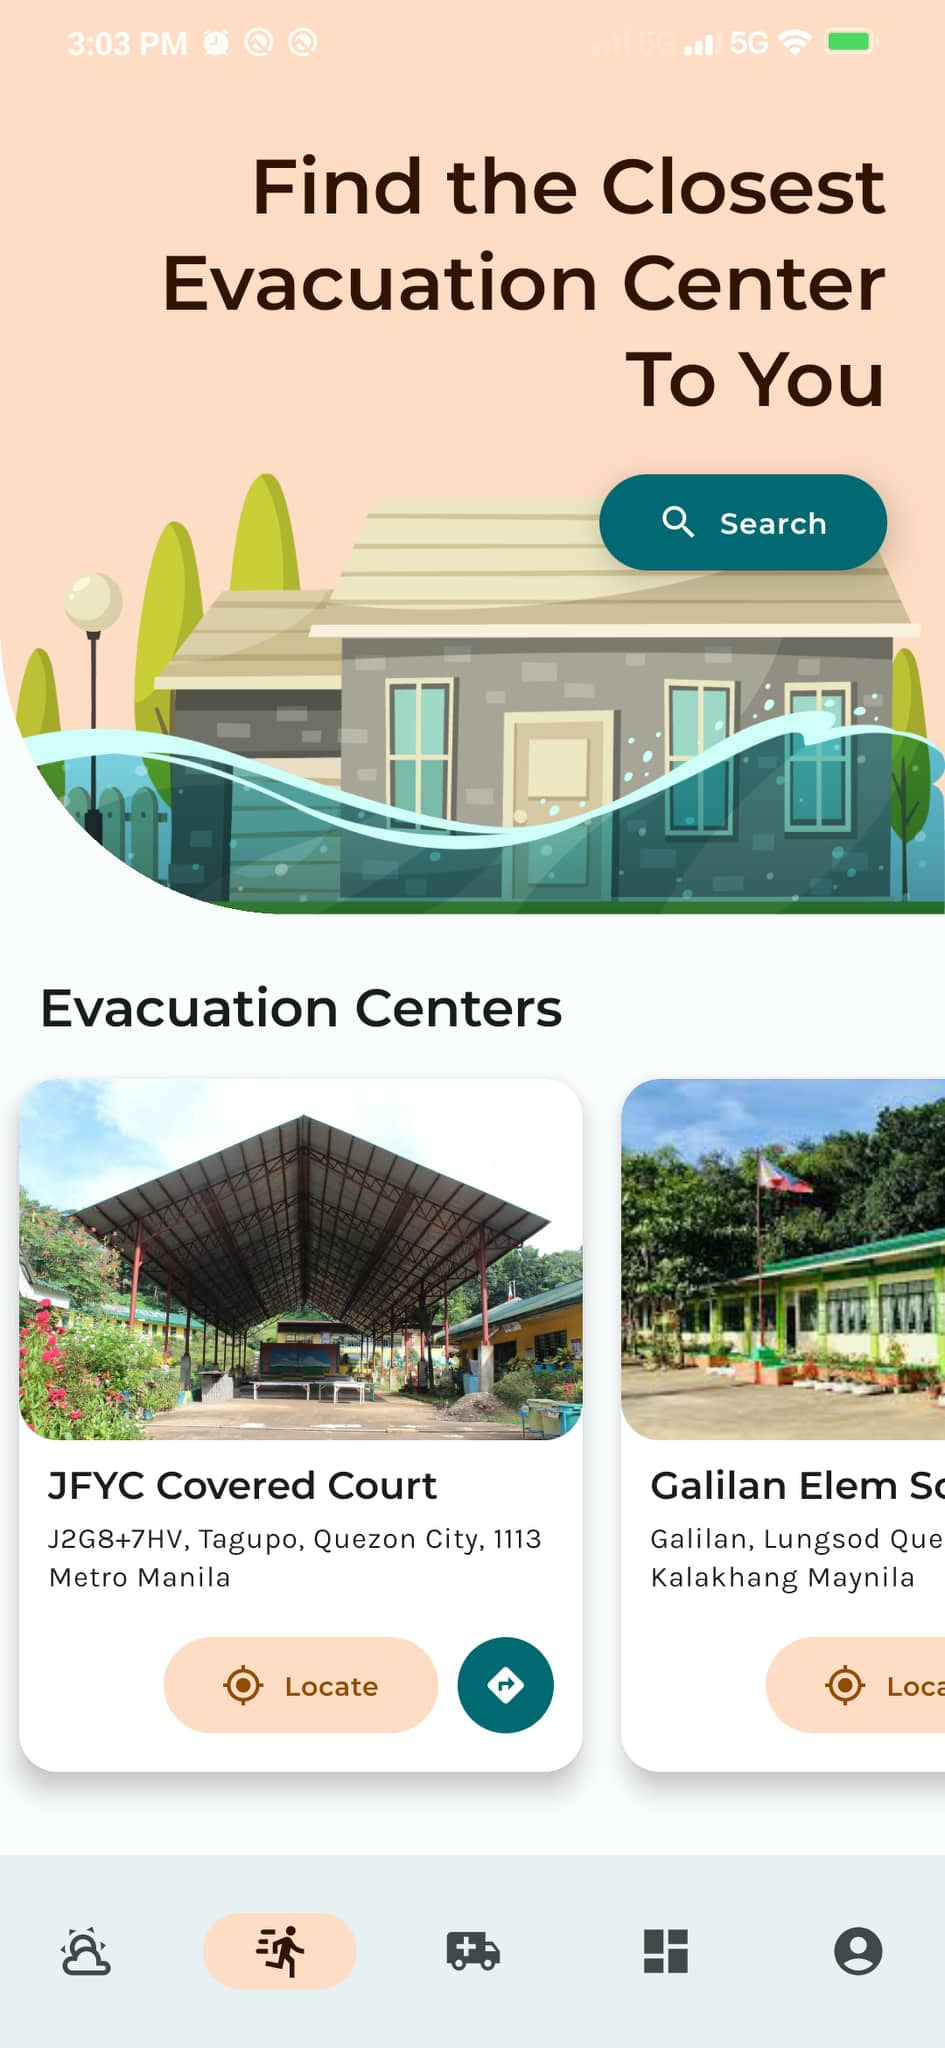 3:03 PM 5G 5G
Find the Closest
Evacuation Center
To You
Search
Evacuation Centers
JFYC Covered Court
J2G8+7HV, Tagupo, Quezon City, 1113
Metro Manila
Locate
Galilan Elem Sc
Galilan, Lungsod Que
Kalakhang Maynila
Loca